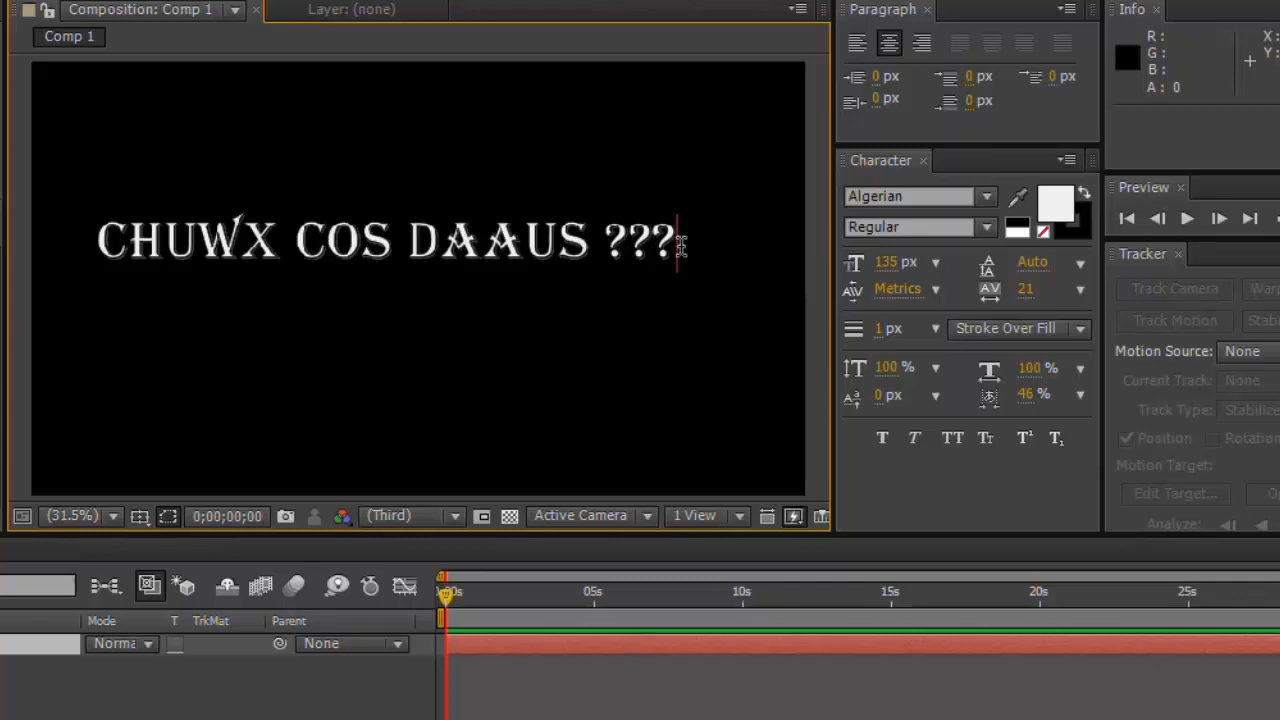 Composition: Comp 1
Layer: (none)
Paragraph
Info
Comp 1
R:
G:
B:
A: 0
X:
Y:
0 px
0 px
0 px
0 px
0 px
Character
Algerian
Regular
Preview
CHUWX COS DAAUS ???
135 px
Auto
Metrics
21
Tracker
Track Camera
Track Motion
1 px
Stroke Over Fill
Motion Source: None
100 %
100 %
Current Track: None
0 px
46 %
Track Type: Stabilize
T T TT Tт T¹ T₁
Position
Motion Target:
Edit Target...
Analyze:
(31.5%)
0;00;00;00
(Third)
Active Camera
1 View
05s
10s
15s
20s
25s
Mode
T
TrkMat
Parent
None